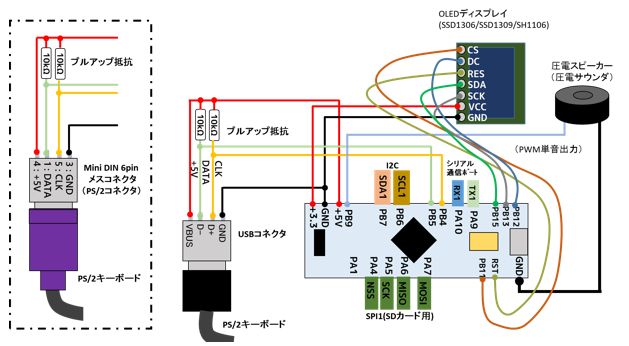 10kΩ
10kΩ
プルアップ抵抗
4：+5V
1：DATA
5：CLK
3：GND
Mini DIN 6pin
メスコネクタ
(PS/2コネクタ)
PS/2キーボード
10kΩ
10kΩ
プルアップ抵抗
+5V
DATA
CLK
VBUS
D-
D+
GND
USBコネクタ
PS/2キーボード
OLEDディスプレイ
(SSD1306/SSD1309/SH1106)
CS
DC
RES
SDA
SCK
VCC
GND
圧電スピーカー
(圧電サウンダ)
(PWM単音出力)
I2C
SDA1
SCL1
シリアル
通信ポート
RX1
TX1
+3.3
GND
+5V
PB9
PB7
PB6
PB5
PB4
PA10
PA9
PB15
PB13
PB12
PA1
PA4
PA5
PA6
PA7
PB11
RST
GND
NSS
SCK
MISO
MOSI
SPI1(SDカード用)